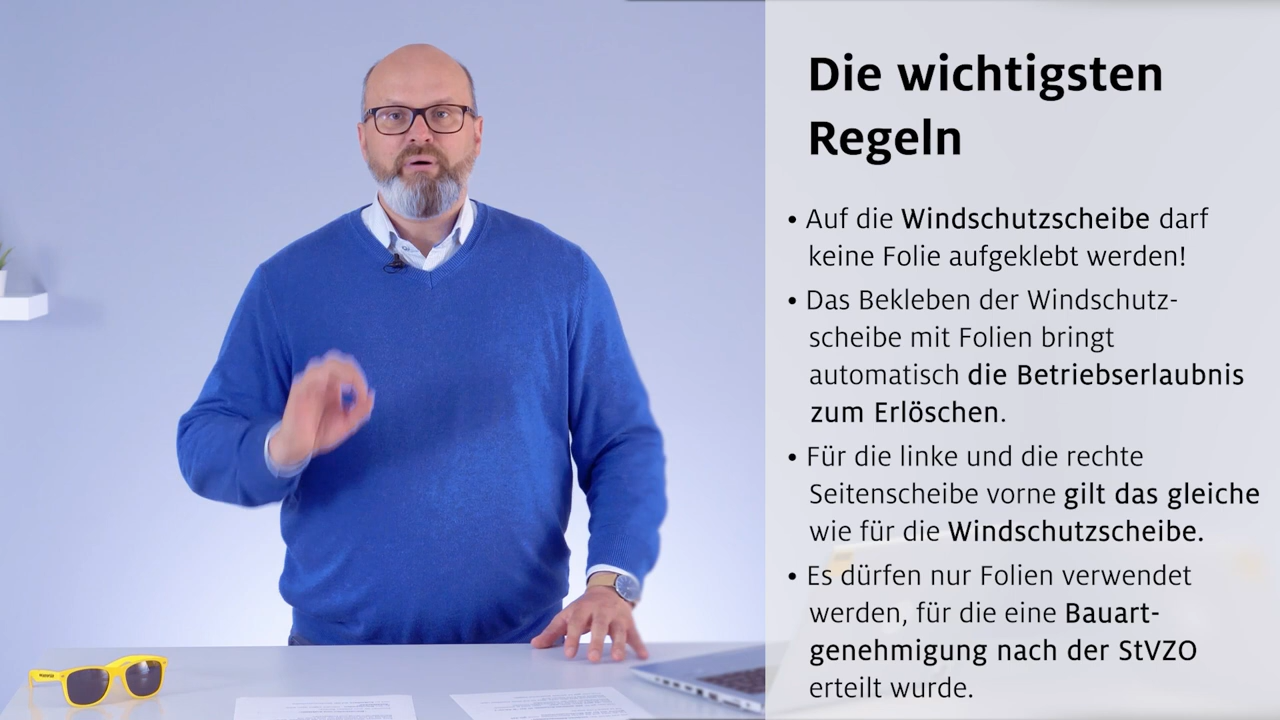 Die wichtigsten
Regeln
• Auf die Windschutzscheibe darf
keine Folie aufgeklebt werden!
• Das Bekleben der Windschutz-
scheibe mit Folien bringt
automatisch die Betriebserlaubnis
zum Erlöschen.
• Für die linke und die rechte
Seitenscheibe vorne gilt das gleiche
wie für die Windschutzscheibe.
• Es dürfen nur Folien verwendet
werden, für die eine Bauart-
genehmigung nach der StVZO
erteilt wurde.